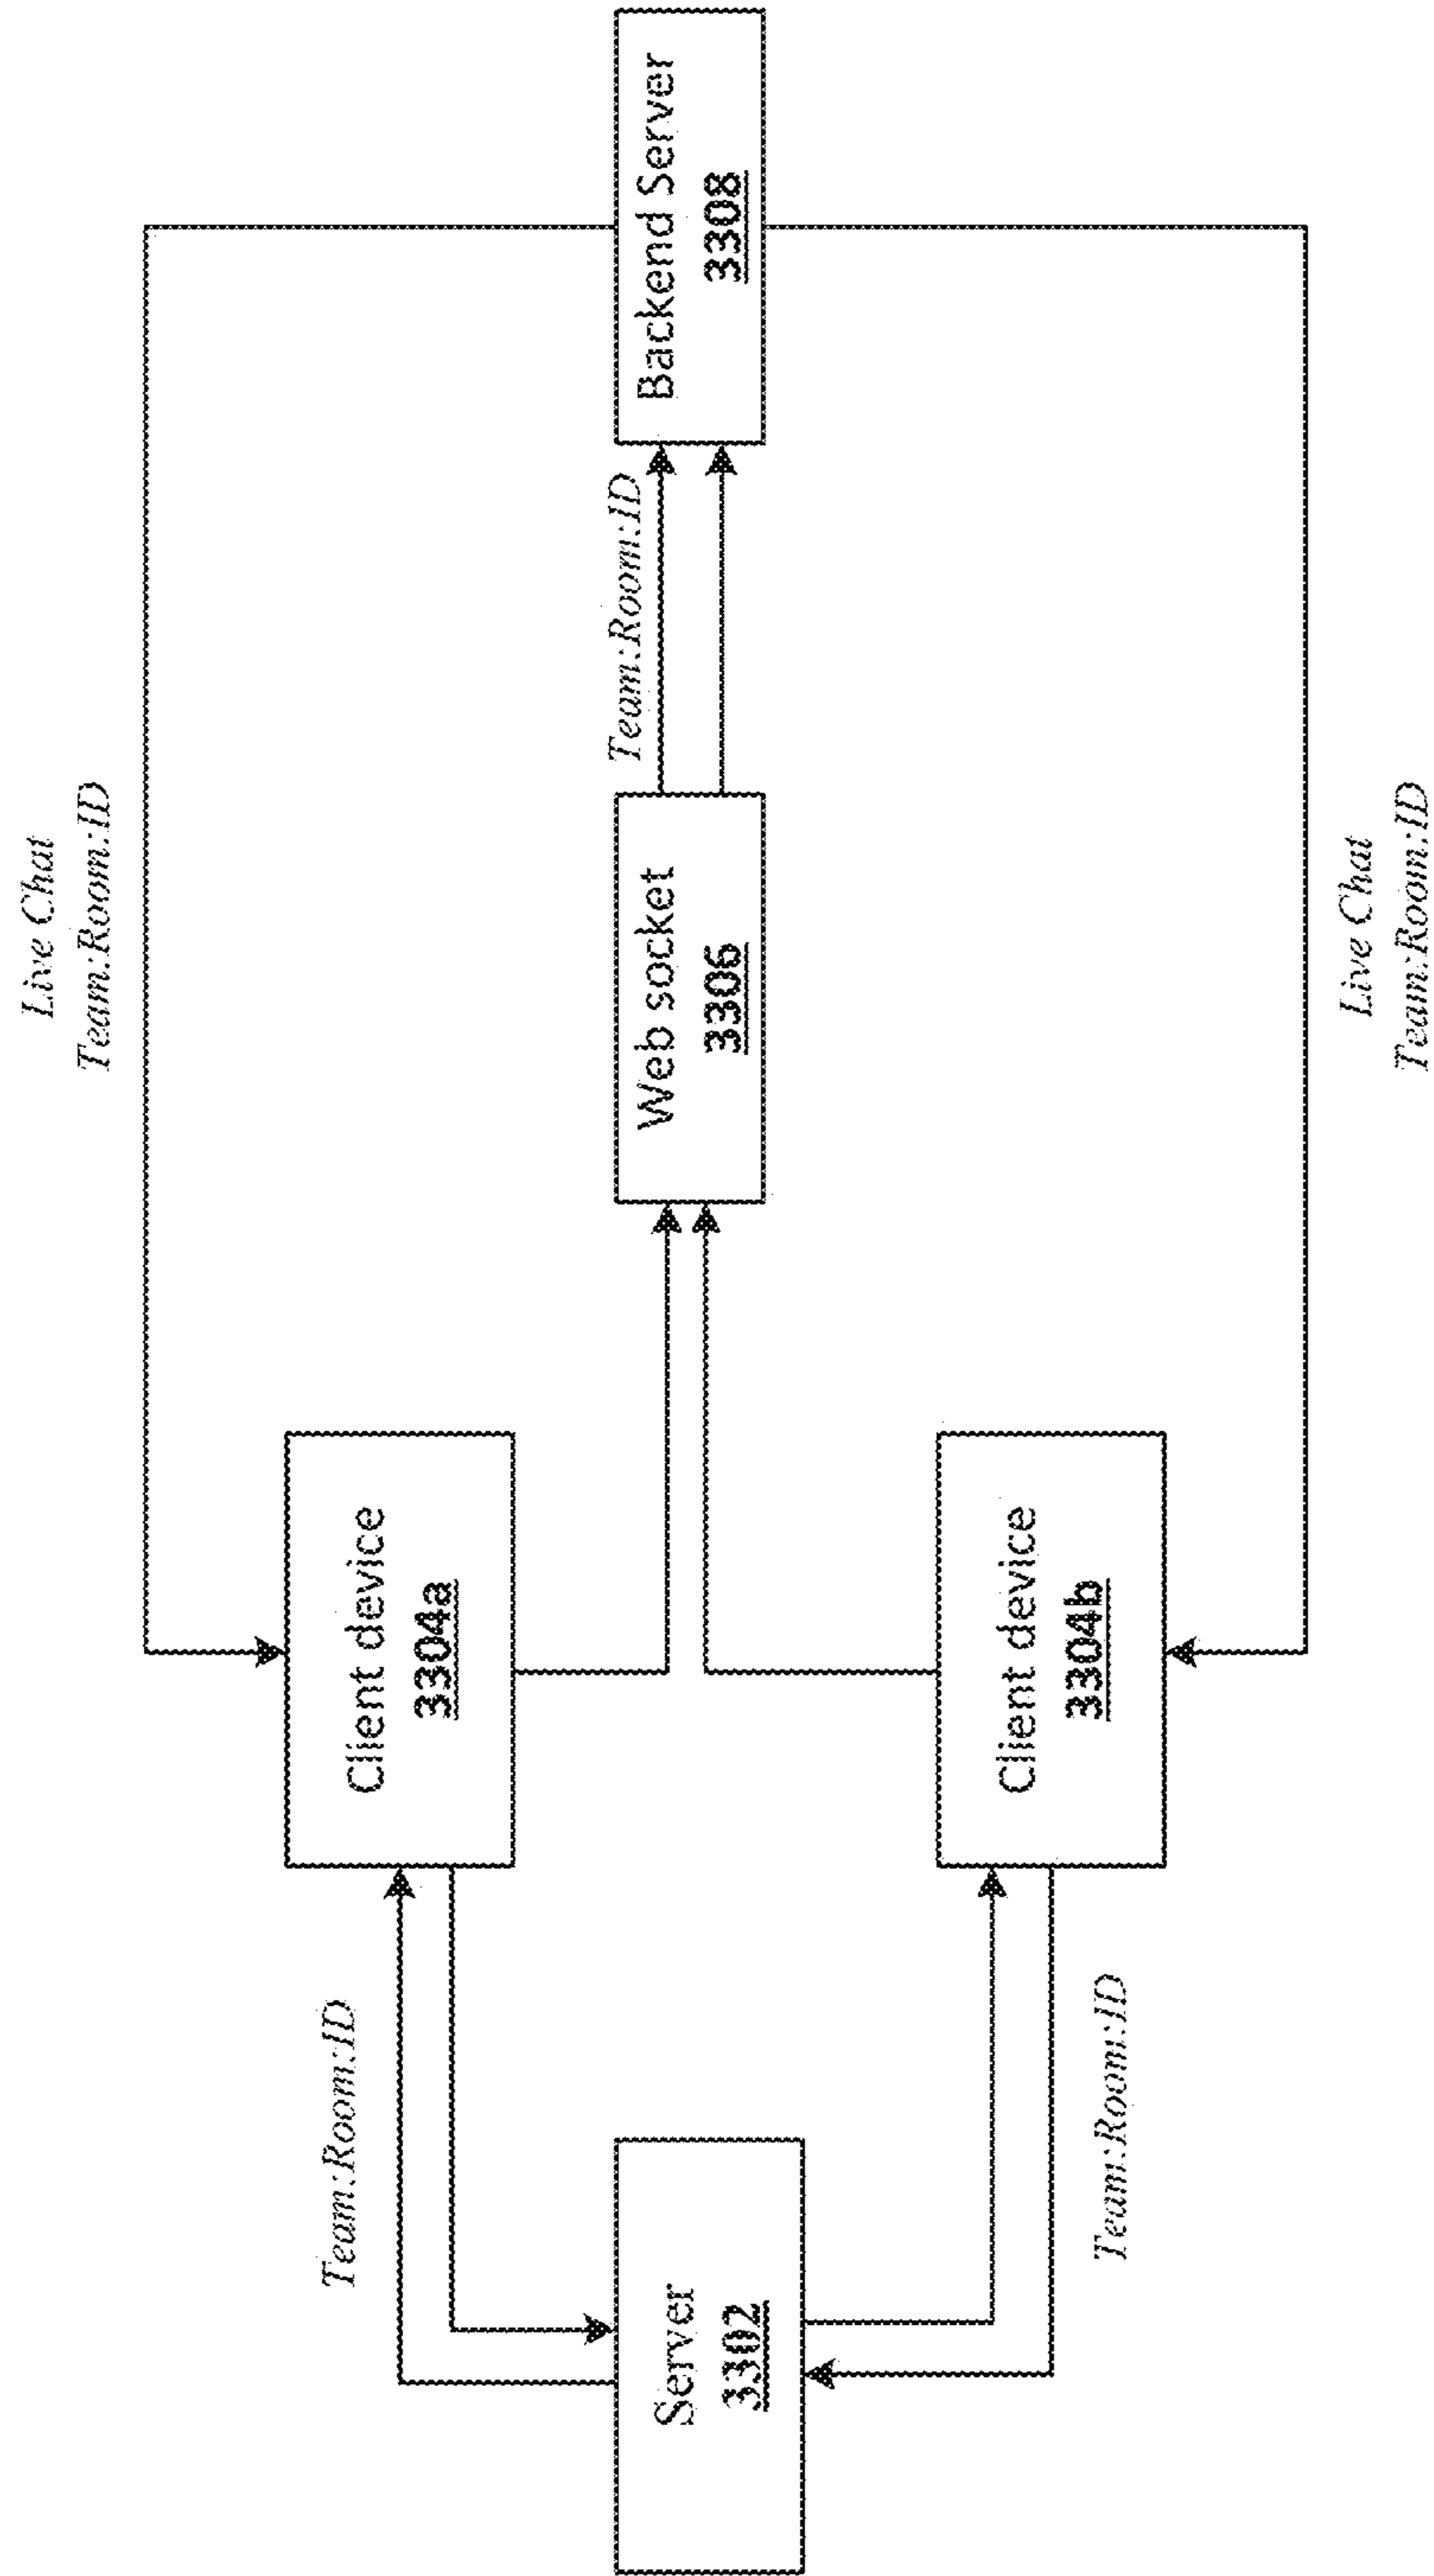 Live Chat
Team:Room:ID
Team:Room:ID
Client device
3304a
Server
3302
Web socket
3306
Team:Room:ID
Backend Server
3308
Client device
3304b
Team:Room:ID
Live Chat
Team:Room:ID